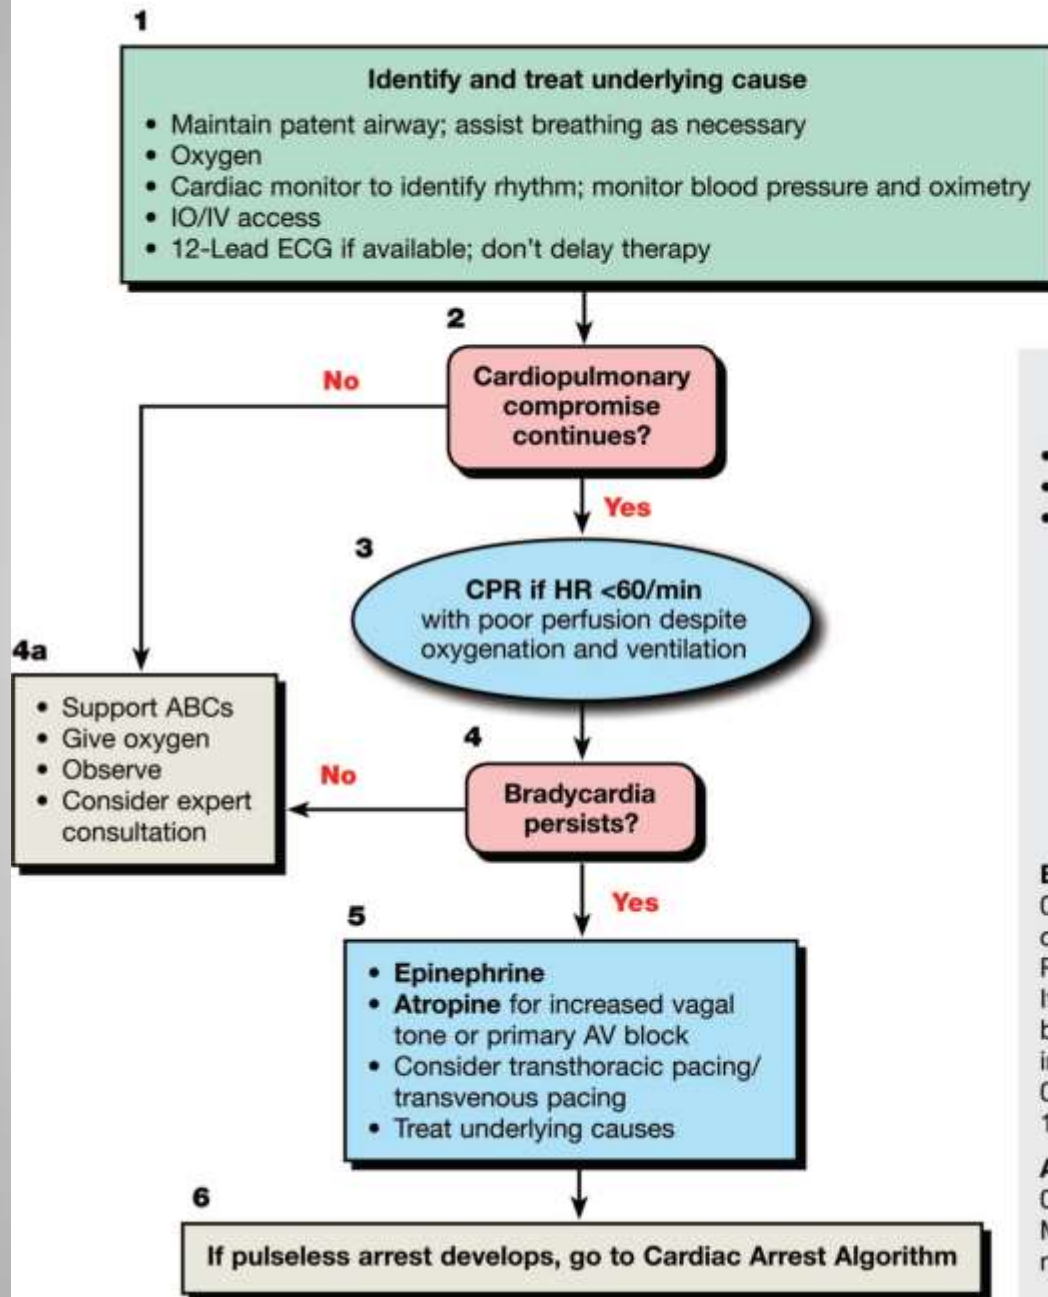 1
Identify and treat underlying cause
• Maintain patent airway; assist breathing as necessary
• Oxygen
• Cardiac monitor to identify rhythm; monitor blood pressure and oximetry
• IO/IV access
• 12-Lead ECG if available; don't delay therapy
2
Cardiopulmonary
compromise
continues?
No
Yes
3
CPR if HR <60/min
with poor perfusion despite
oxygenation and ventilation
4a
• Support ABCs
• Give oxygen
• Observe
• Consider expert
consultation
4
No
Bradycardia
persists?
Yes
5
• Epinephrine
• Atropine for increased vagal
tone or primary AV block
• Consider transthoracic pacing/
transvenous pacing
• Treat underlying causes
6
If pulseless arrest develops, go to Cardiac Arrest Algorithm